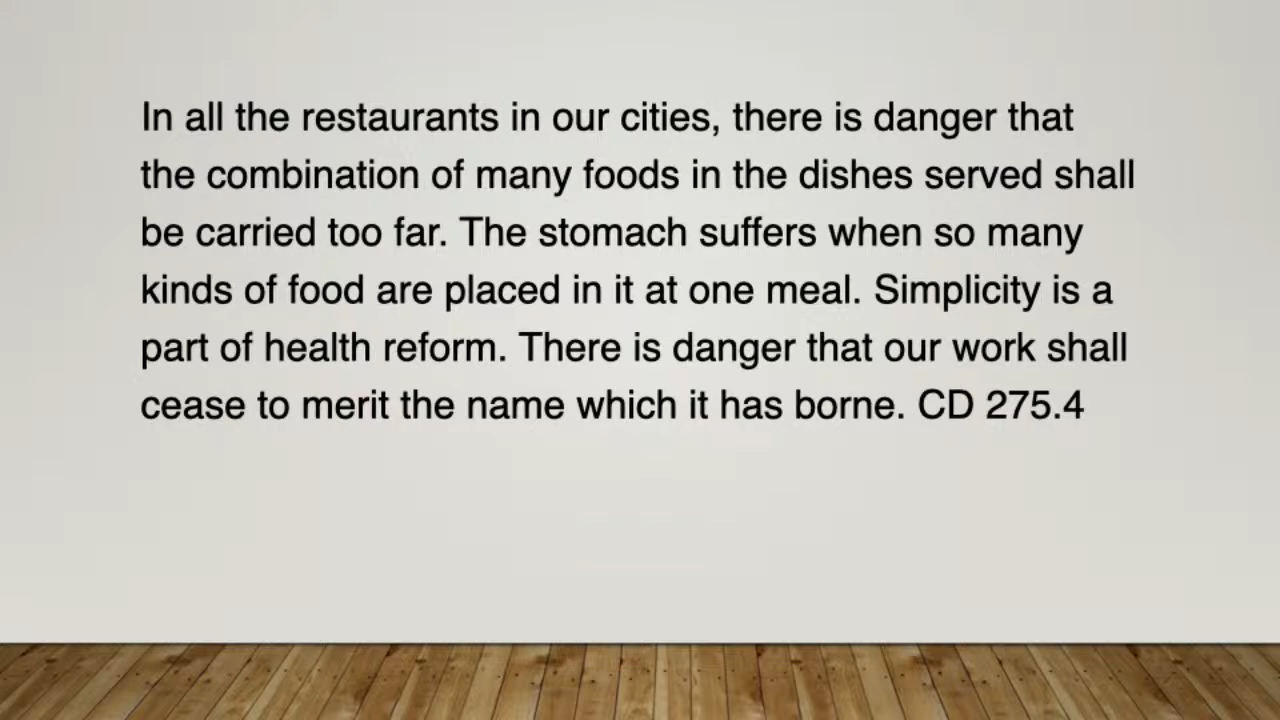 In all the restaurants in our cities, there is danger that
the combination of many foods in the dishes served shall
be carried too far. The stomach suffers when so many
kinds of food are placed in it at one meal. Simplicity is a
part of health reform. There is danger that our work shall
cease to merit the name which it has borne. CD 275.4